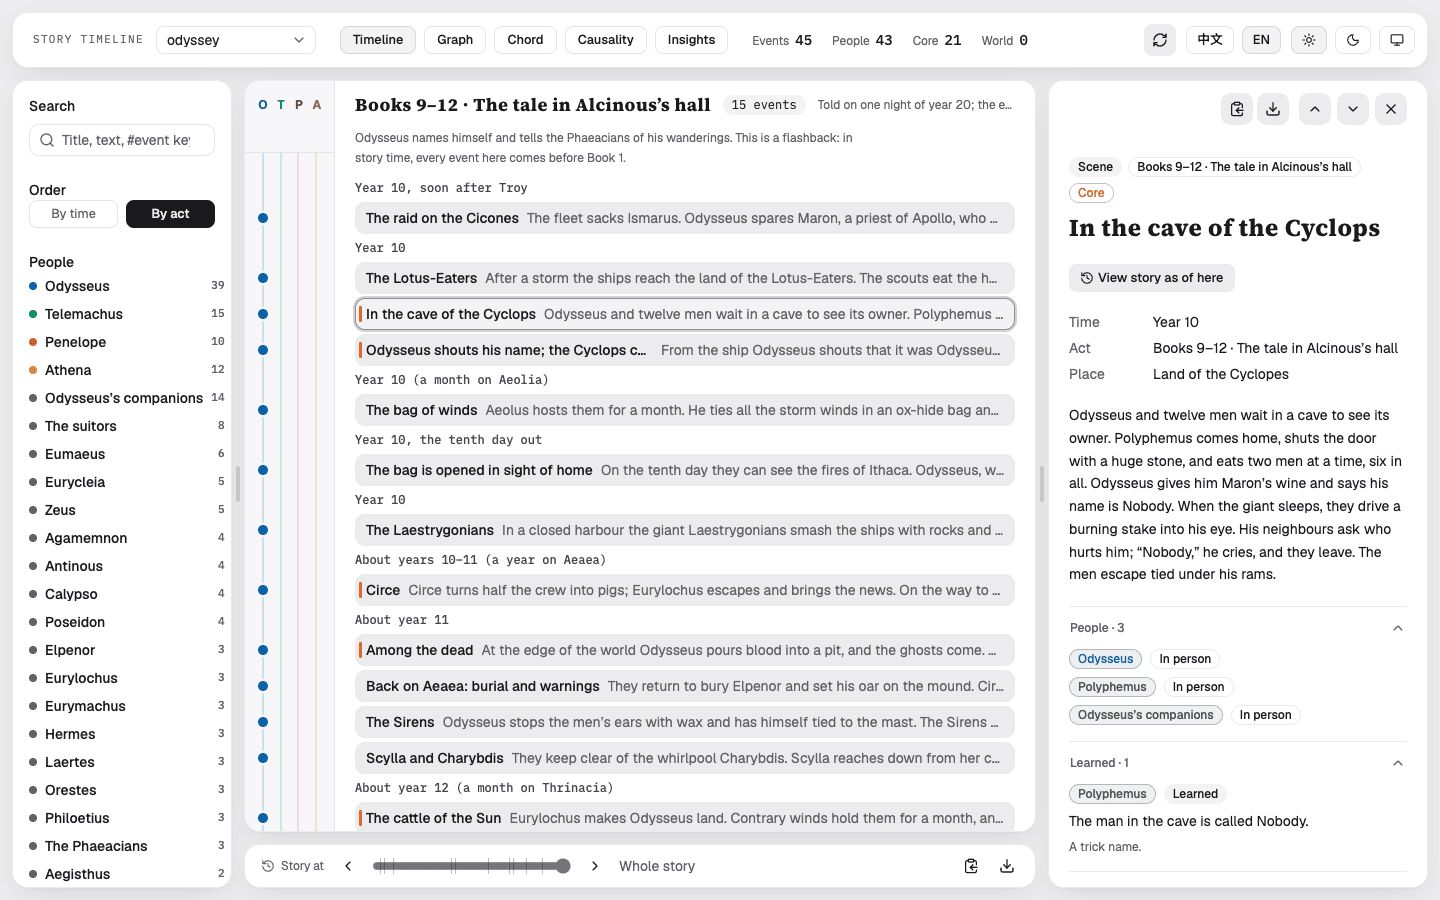 STORY TIMELINE
odyssey
Timeline
Graph
Chord
Causality
Insights
Events 45
People 43
Core 21
World 0
中文
EN
Search
Title, text, #event key
Order
By time
By act
People
Odysseus 39
Telemachus 15
Penelope 10
Athena 12
Odysseus’s companions 14
The suitors 8
Eumaeus 6
Eurycleia 5
Zeus 5
Agamemnon 4
Antinous 4
Calypso 4
Poseidon 4
Elpenor 3
Eurylochus 3
Eurymachus 3
Hermes 3
Laertes 3
Orestes 3
Philoetius 3
The Phaeacians 3
Aegisthus 2
O T P A
Books 9–12 · The tale in Alcinous’s hall 15 events Told on one night of year 20; the e…
Odysseus names himself and tells the Phaeacians of his wanderings. This is a flashback: in
story time, every event here comes before Book 1.
Year 10, soon after Troy
The raid on the Cicones The fleet sacks Ismarus. Odysseus spares Maron, a priest of Apollo, who …
Year 10
The Lotus-Eaters After a storm the ships reach the land of the Lotus-Eaters. The scouts eat the h…
In the cave of the Cyclops Odysseus and twelve men wait in a cave to see its owner. Polyphemus …
Odysseus shouts his name; the Cyclops c… From the ship Odysseus shouts that it was Odysseu…
Year 10 (a month on Aeolia)
The bag of winds Aeolus hosts them for a month. He ties all the storm winds in an ox-hide bag an…
Year 10, the tenth day out
The bag is opened in sight of home On the tenth day they can see the fires of Ithaca. Odysseus, w…
Year 10
The Laestrygonians In a closed harbour the giant Laestrygonians smash the ships with rocks and …
About years 10–11 (a year on Aeaea)
Circe Circe turns half the crew into pigs; Eurylochus escapes and brings the news. On the way to …
About year 11
Among the dead At the edge of the world Odysseus pours blood into a pit, and the ghosts come. …
Back on Aeaea: burial and warnings They return to bury Elpenor and set his oar on the mound. Cir…
The Sirens Odysseus stops the men’s ears with wax and has himself tied to the mast. The Sirens …
Scylla and Charybdis They keep clear of the whirlpool Charybdis. Scylla reaches down from her c…
About year 12 (a month on Thrinacia)
The cattle of the Sun Eurylochus makes Odysseus land. Contrary winds hold them for a month, an…
Story at
Whole story
Scene
Books 9–12 · The tale in Alcinous’s hall
Core
In the cave of the Cyclops
View story as of here
Time Year 10
Act Books 9–12 · The tale in Alcinous’s hall
Place Land of the Cyclopes
Odysseus and twelve men wait in a cave to see its
owner. Polyphemus comes home, shuts the door
with a huge stone, and eats two men at a time, six in
all. Odysseus gives him Maron’s wine and says his
name is Nobody. When the giant sleeps, they drive a
burning stake into his eye. His neighbours ask who
hurts him; “Nobody,” he cries, and they leave. The
men escape tied under his rams.
People · 3
Odysseus In person
Polyphemus In person
Odysseus’s companions In person
Learned · 1
Polyphemus Learned
The man in the cave is called Nobody.
A trick name.